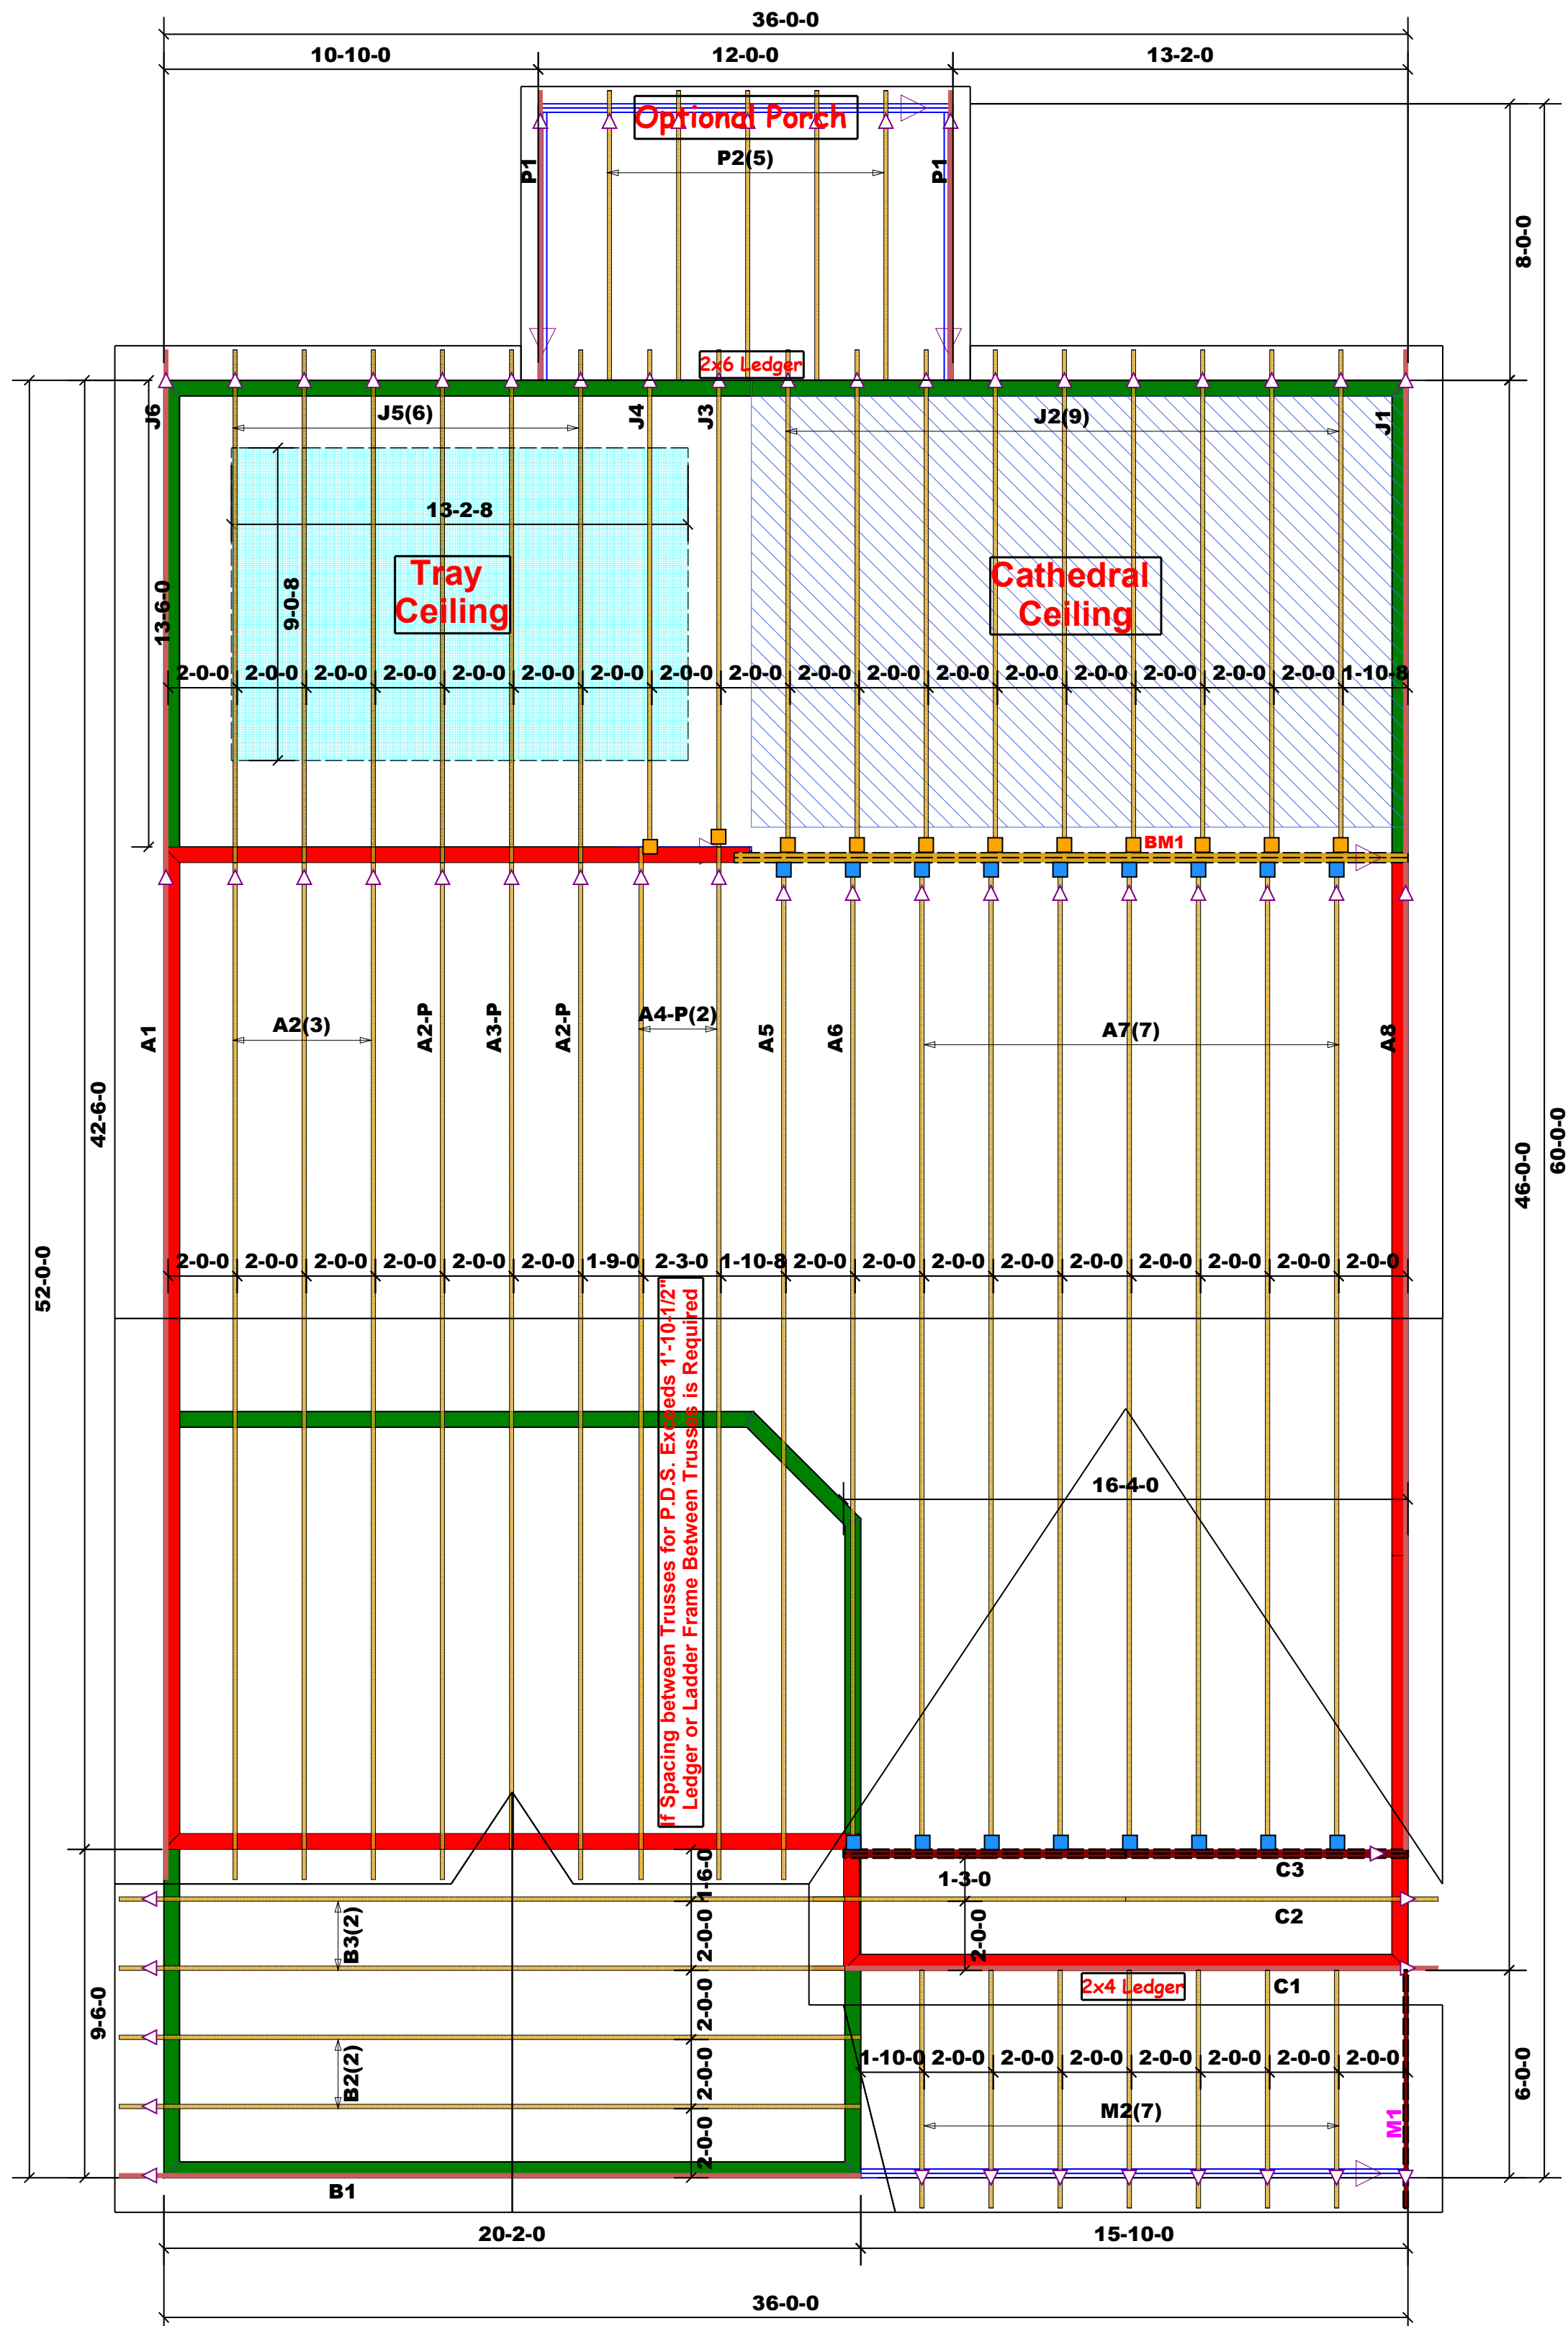 36-0-0
10-10-0
12-0-0
13-2-0
Optional Porch
P2(5)
P1
P1
8-0-0
2x6 Ledger
J6
J5(6)
J4
J3
J2(9)
J1
13-2-8
9-0-8
Tray
Ceiling
Cathedral
Ceiling
13-6-0
2-0-0 2-0-0 2-0-0 2-0-0 2-0-0 2-0-0 2-0-0 2-0-0 2-0-0 2-0-0 2-0-0 2-0-0 2-0-0 2-0-0 2-0-0 2-0-0 2-0-0 1-10-8
BM1
A1
A2(3)
A2-P
A3-P
A2-P
A4-P(2)
A5
A6
A7(7)
A8
42-6-0
52-0-0
46-0-0
60-0-0
2-0-0 2-0-0 2-0-0 2-0-0 2-0-0 2-0-0 1-9-0 2-3-0 1-10-8 2-0-0 2-0-0 2-0-0 2-0-0 2-0-0 2-0-0 2-0-0 2-0-0 2-0-0
If Spacing between Trusses for P.D.S. Exceeds 1'-10-1/2"
Ledger or Ladder Frame Between Trusses is Required
16-4-0
C3
1-3-0
C2
2-0-0
C1
2x4 Ledger
1-6-0
2-0-0
2-0-0
2-0-0
2-0-0
B3(2)
B2(2)
9-6-0
6-0-0
1-10-0 2-0-0 2-0-0 2-0-0 2-0-0 2-0-0 2-0-0 2-0-0
M2(7)
M1
B1
20-2-0
15-10-0
36-0-0